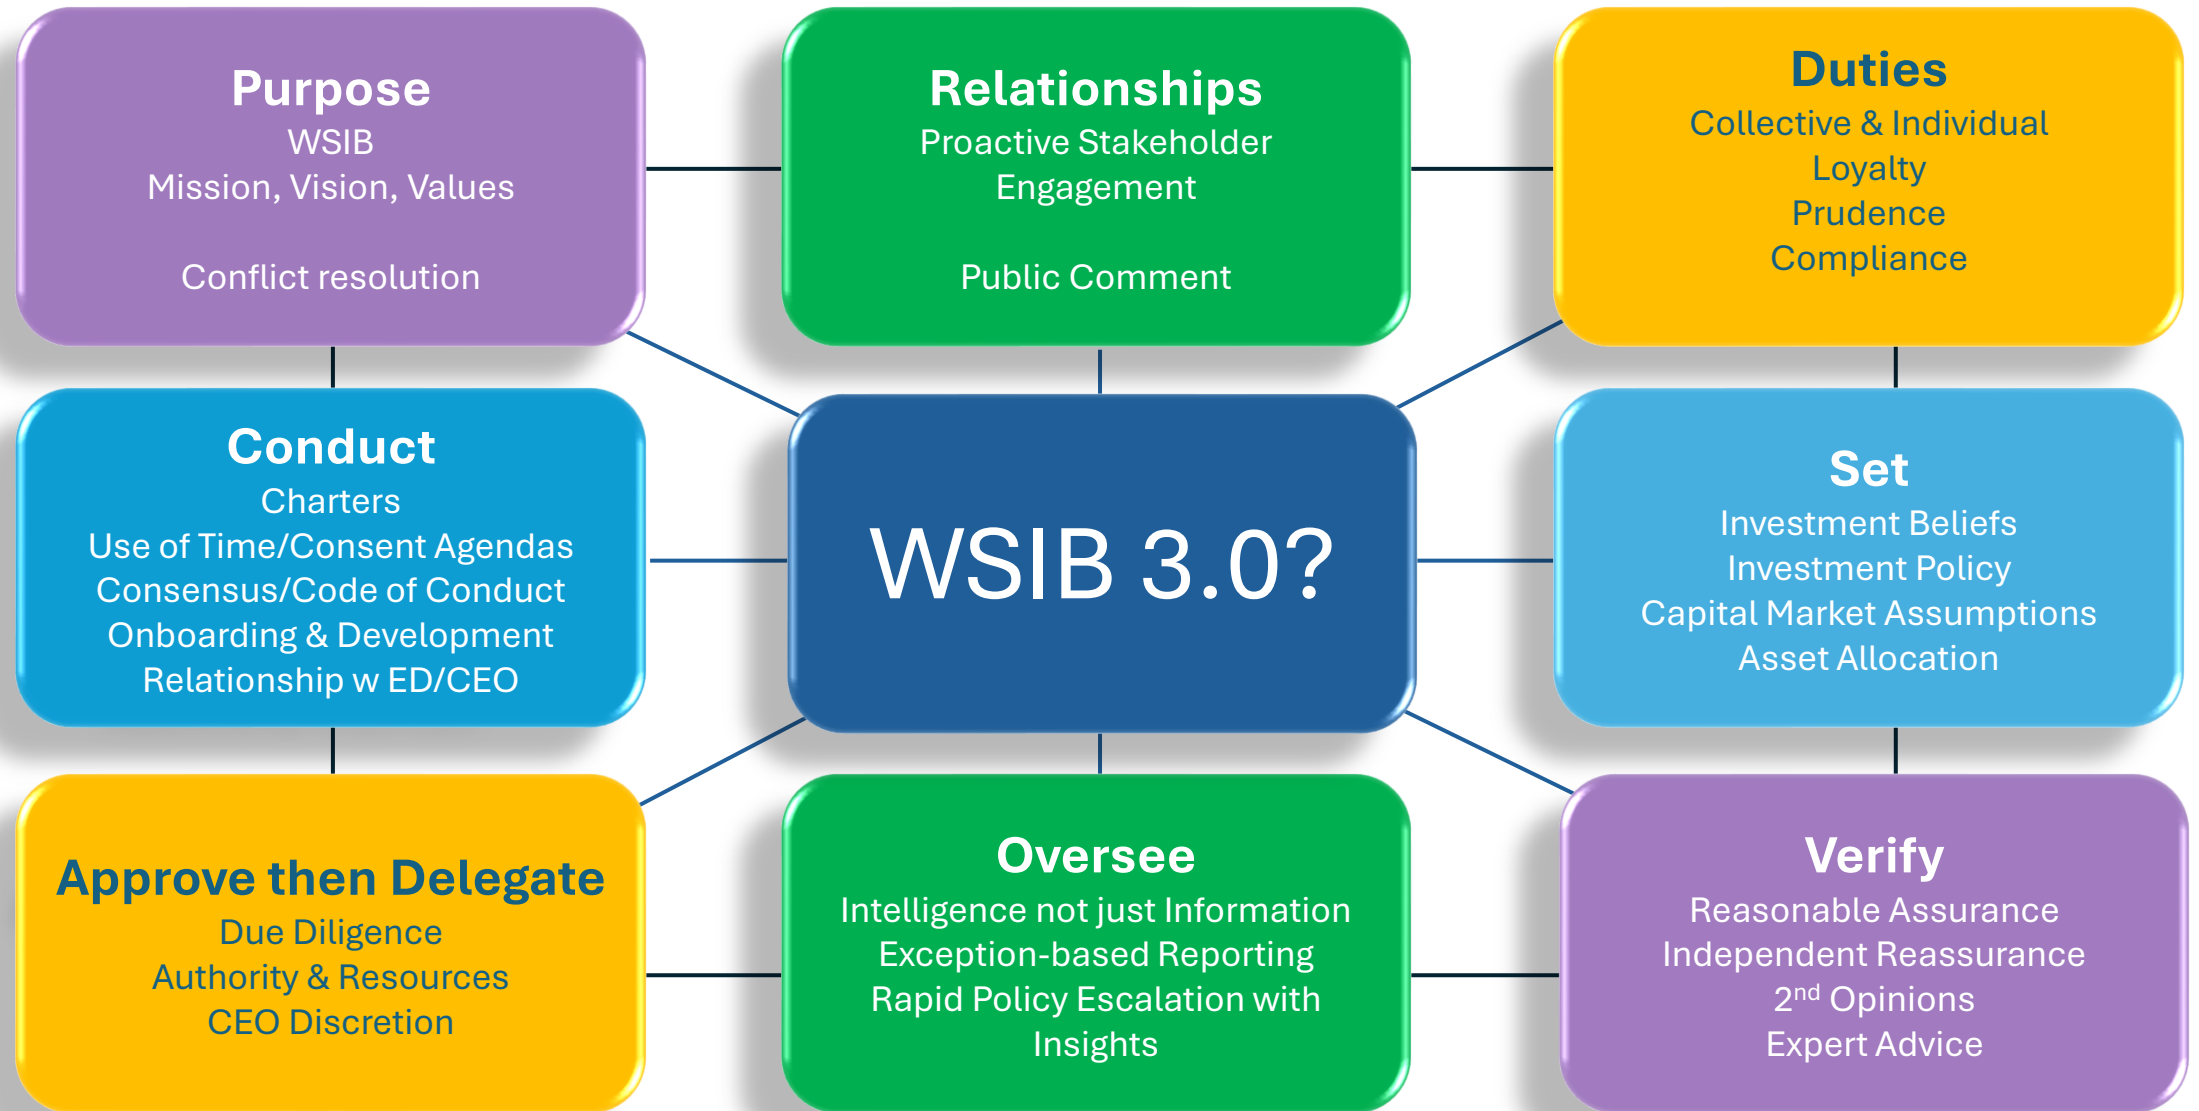 Purpose
WSIB
Mission, Vision, Values
Conflict resolution
Relationships
Proactive Stakeholder
Engagement
Public Comment
Duties
Collective & Individual
Loyalty
Prudence
Compliance
Conduct
Charters
Use of Time/Consent Agendas
Consensus/Code of Conduct
Onboarding & Development
Relationship w ED/CEO
WSIB 3.0?
Set
Investment Beliefs
Investment Policy
Capital Market Assumptions
Asset Allocation
Approve then Delegate
Due Diligence
Authority & Resources
CEO Discretion
Oversee
Intelligence not just Information
Exception-based Reporting
Rapid Policy Escalation with
Insights
Verify
Reasonable Assurance
Independent Reassurance
2nd Opinions
Expert Advice